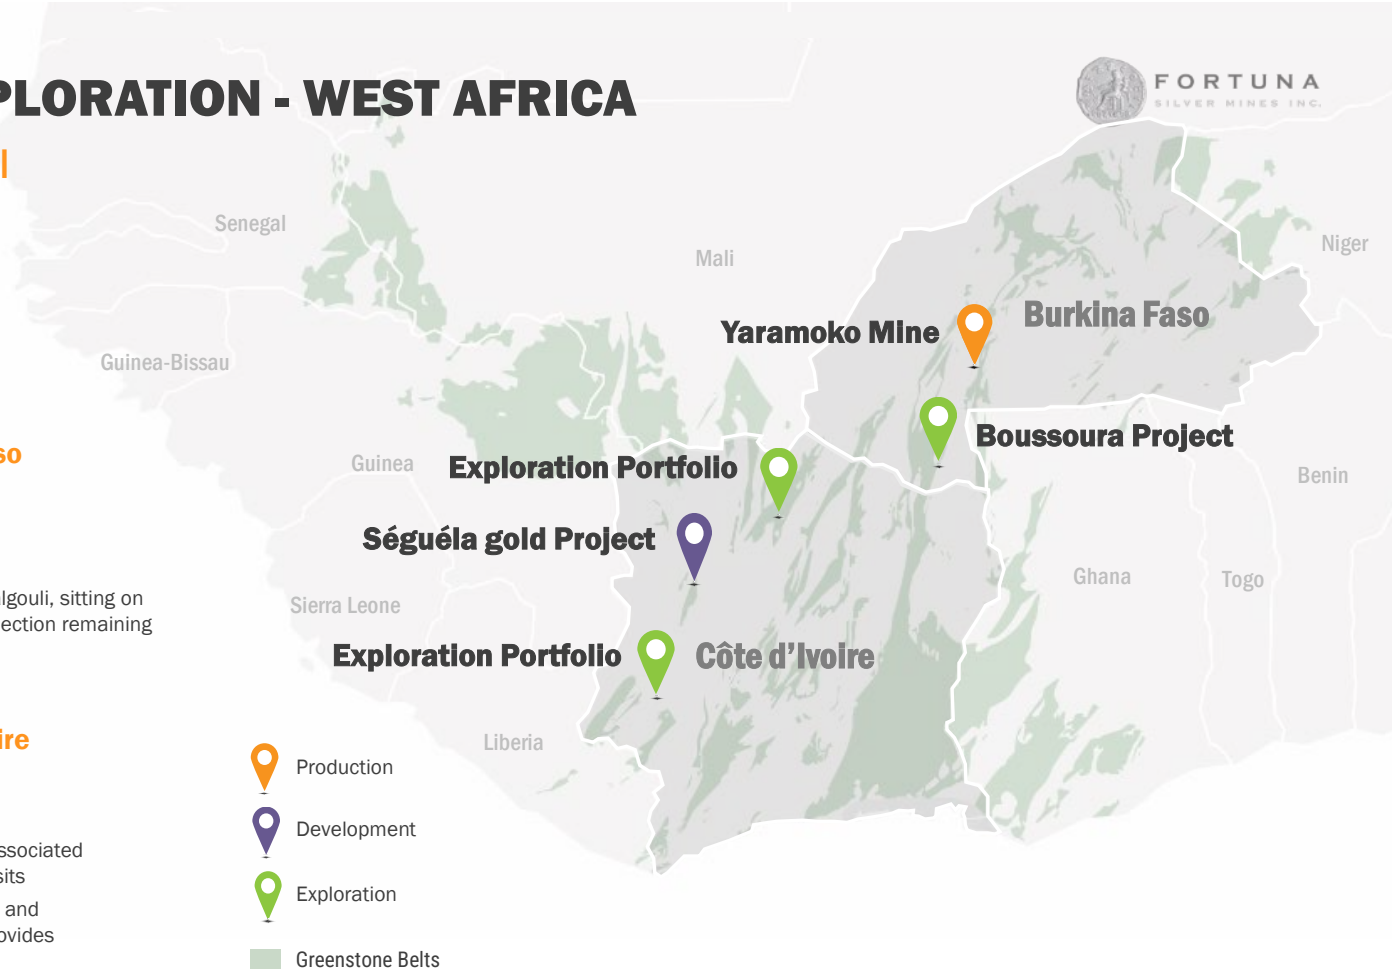 PLORATION - WEST AFRICA
FORTUNA
SILVER MINES INC.
Senegal
Mali
Niger
Burkina Faso
Yaramoko Mine
Guinea-Bissau
Boussoura Project
so
Guinea
Exploration Portfolio
Benin
Séguéla gold Project
Ghana
Togo
lgouli, sitting on
ection remaining
Sierra Leone
Exploration Portfolio
Côte d'Ivoire
ire
Liberia
Production
Development
ssociated
sits
Exploration
and
ovides
Greenstone Belts